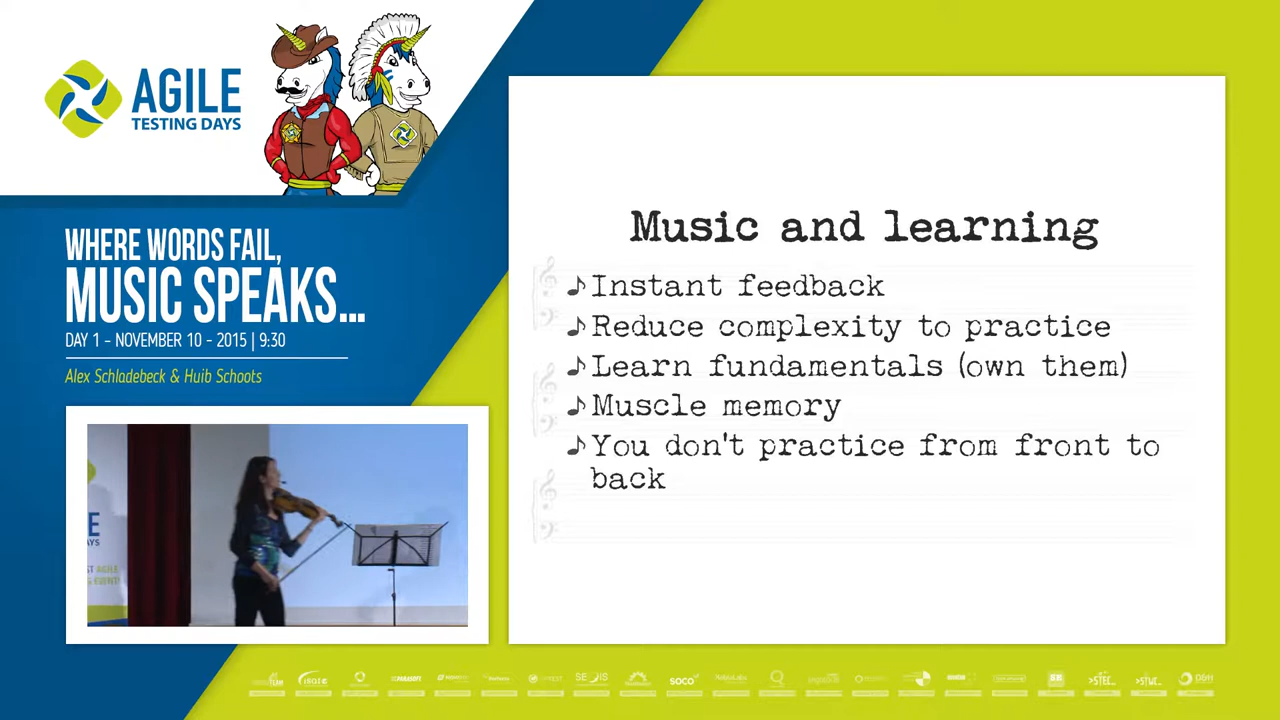 AGILE
TESTING DAYS
WHERE WORDS FAIL,
MUSIC SPEAKS...
DAY 1 - NOVEMBER 10 - 2015 | 9:30
Alex Schladebeck & Huib Schoots
Music and learning
♪Instant feedback
♪Reduce complexity to practice
♪Learn fundamentals (own them)
♪Muscle memory
♪You don't practice from front to
back
SOCO